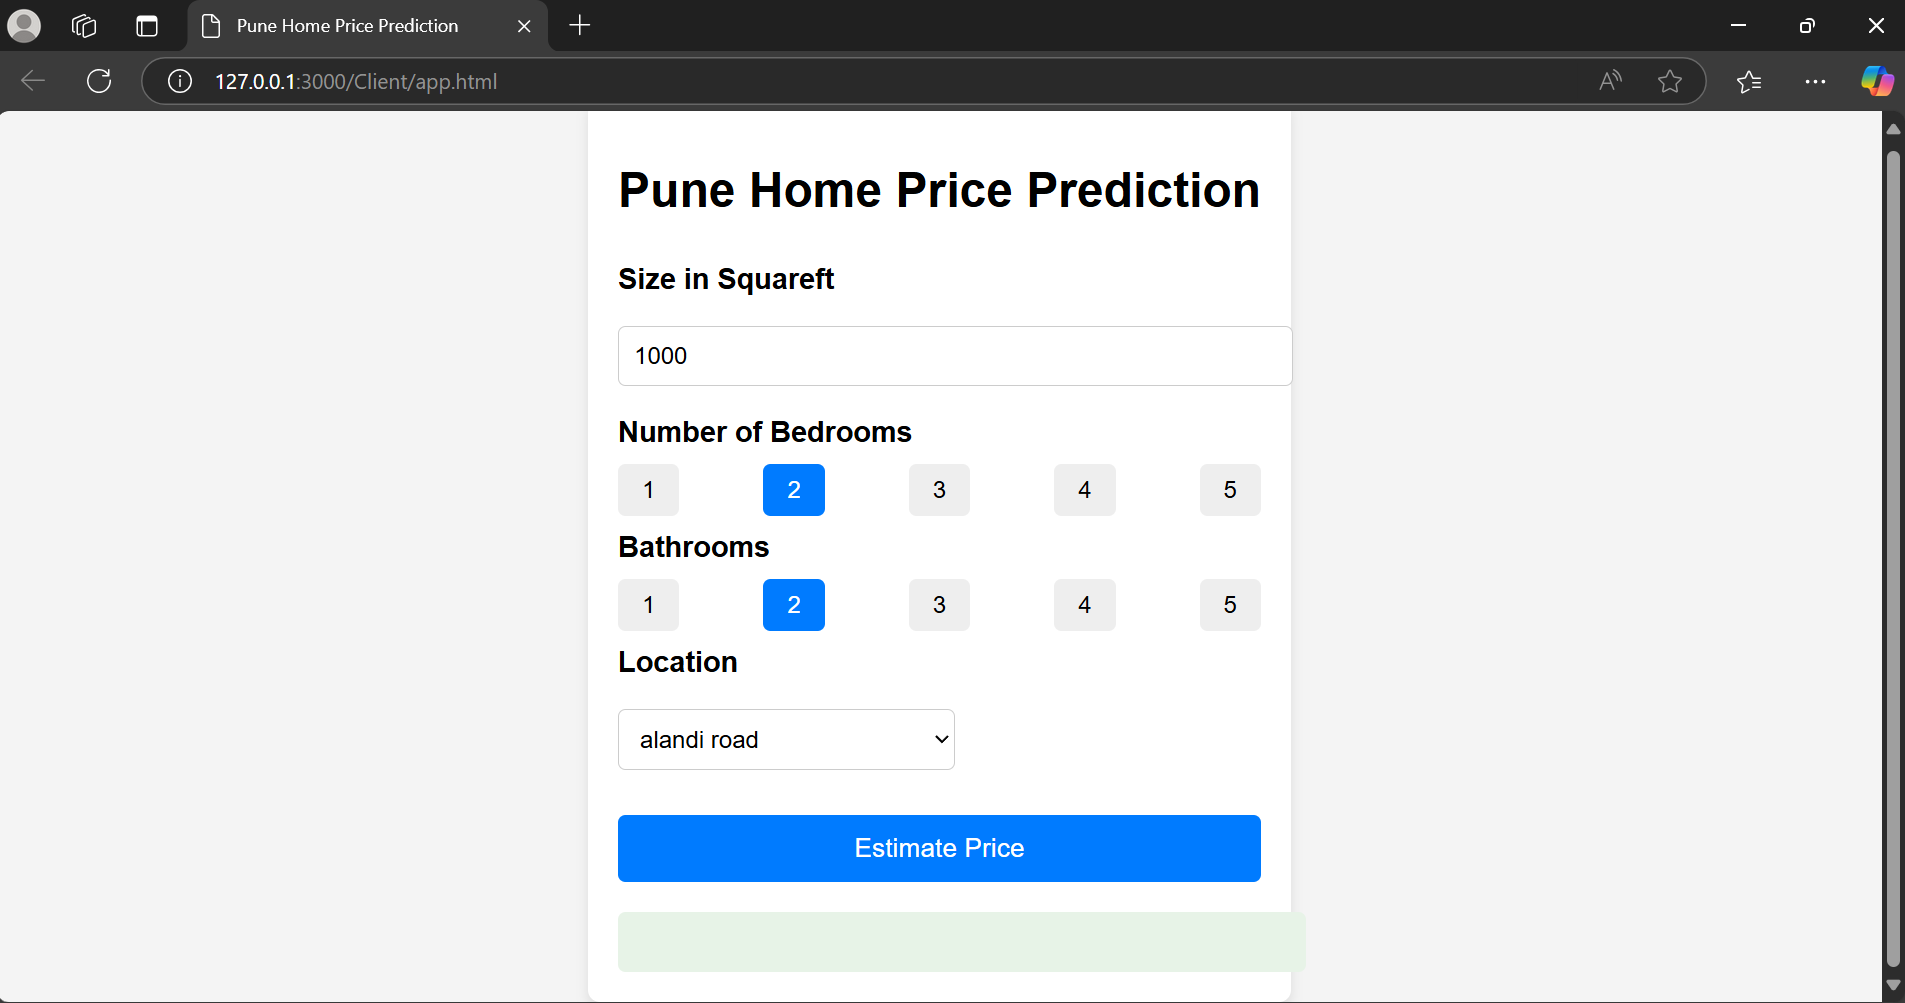 Pune Home Price Prediction
127.0.0.1:3000/Client/app.html
Pune Home Price Prediction
Size in Squareft
1000
Number of Bedrooms
1 2 3 4 5
Bathrooms
1 2 3 4 5
Location
alandi road
Estimate Price